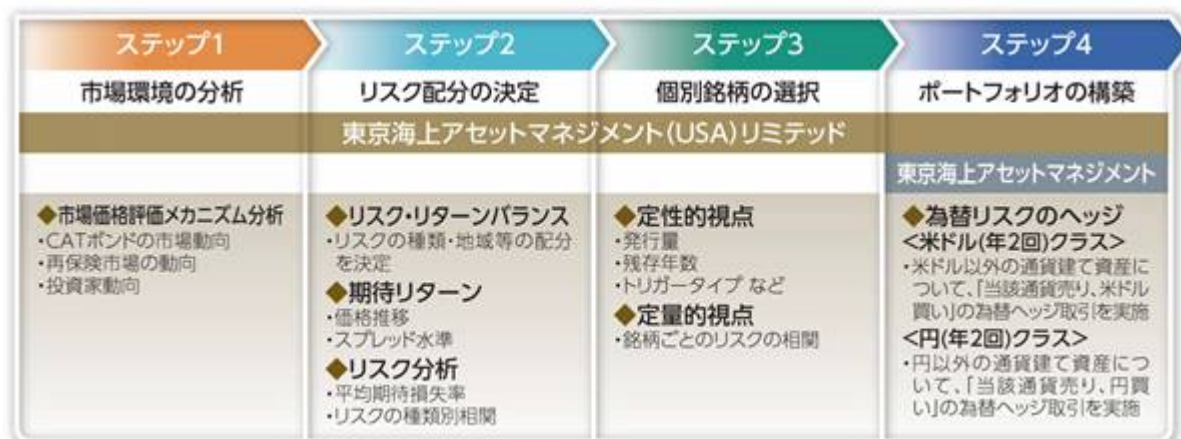 ステップ1
ステップ2
ステップ3
ステップ4
市場環境の分析
リスク配分の決定
個別銘柄の選択
ポートフォリオの構築
東京海上アセットマネジメント(USA)リミテッド
東京海上アセットマネジメント
◆市場価格評価メカニズム分析
・CATボンドの市場動向
・再保険市場の動向
・投資家動向
◆リスク・リターンバランス
・リスクの種類・地域等の配分
を決定
◆期待リターン
・価格推移
・スプレッド水準
◆リスク分析
・平均期待損失率
・リスクの種類別相関
◆定性的視点
・発行量
・残存年数
・トリガータイプ など
◆定量的視点
・銘柄ごとのリスクの相関
◆為替リスクのヘッジ
<米ドル(年2回)クラス>
・米ドル以外の通貨建て資産に
ついて、「当該通貨売り、米ドル
買い」の為替ヘッジ取引を実施
<円(年2回)クラス>
・円以外の通貨建て資産につ
いて、「当該通貨売り、円買
い」の為替ヘッジ取引を実施